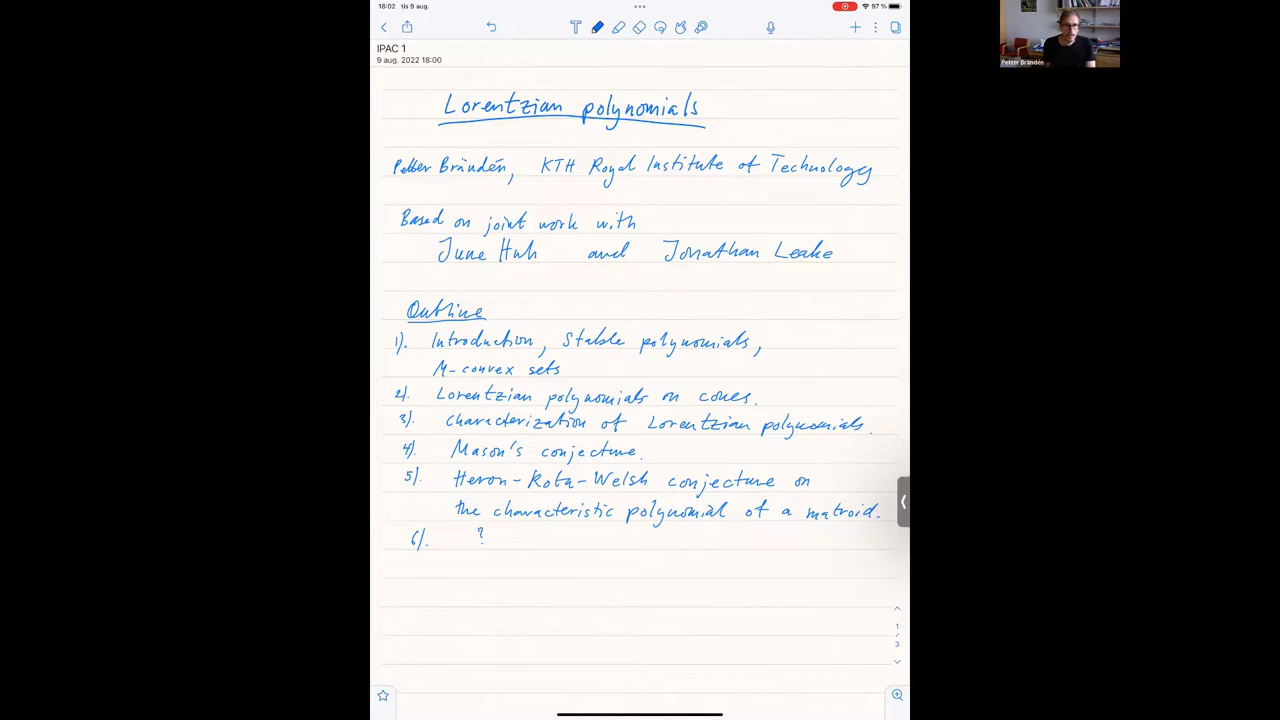 18:02 tis 9 aug.
97 %
IPAC 1
9 aug. 2022 18:00
Lorentzian polynomials
Petter Brändén, KTH Royal Institute of Technology
Based on joint work with
June Huh and Jonathan Leake
Outline
1). Introduction, Stable polynomials,
M-convex sets
2). Lorentzian polynomials on cones.
3). Characterization of Lorentzian polynomials.
4). Mason's conjecture.
5). Heron-Rota-Welsh conjecture on
the characteristic polynomial of a matroid.
6). ?
1
/
3
Petter Brändén